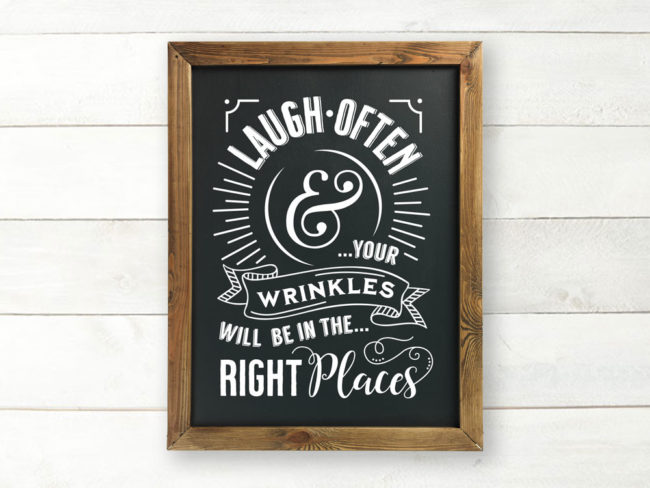 LAUGH·OFTEN
&
...YOUR
WRINKLES
WILL BE IN THE...
RIGHT Places